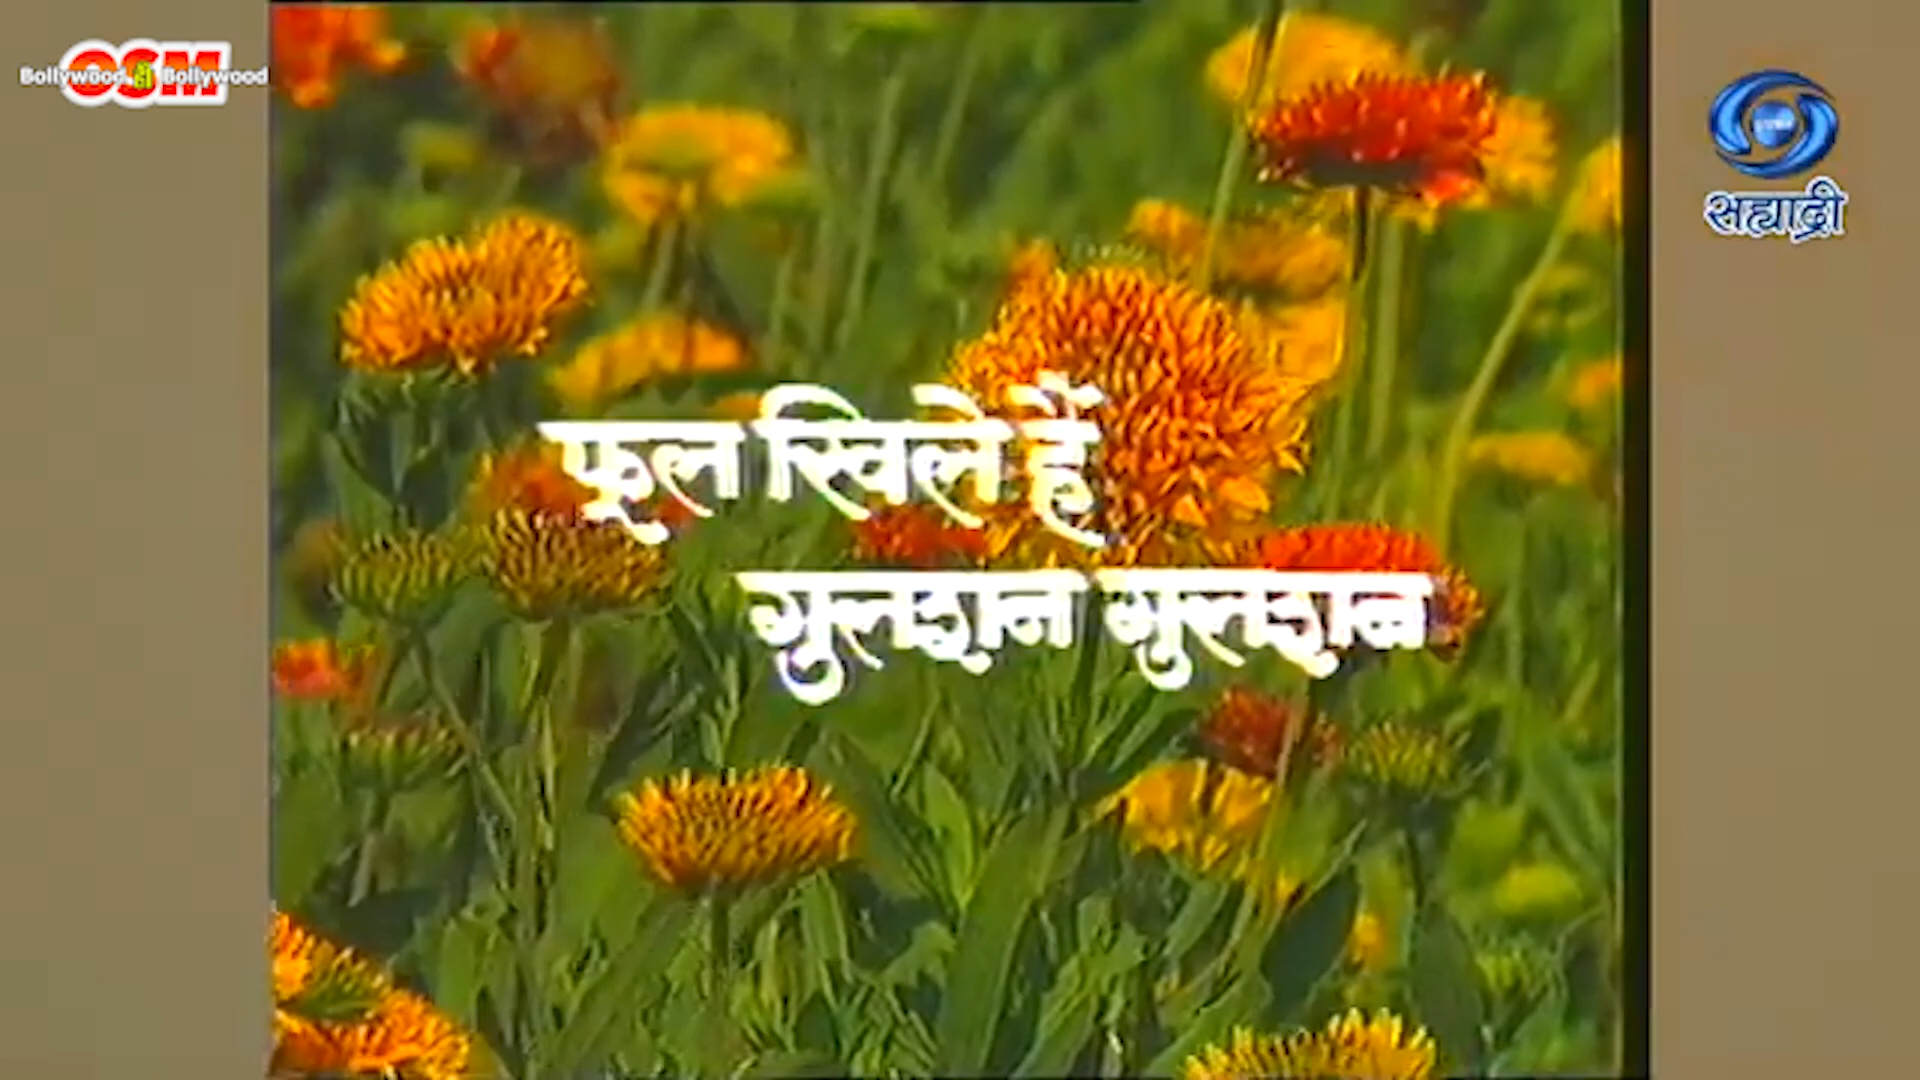 Bollywood ही Bollywood
OSM
सह्याद्री
फूल खिले हैं
गुलशन गुलशन